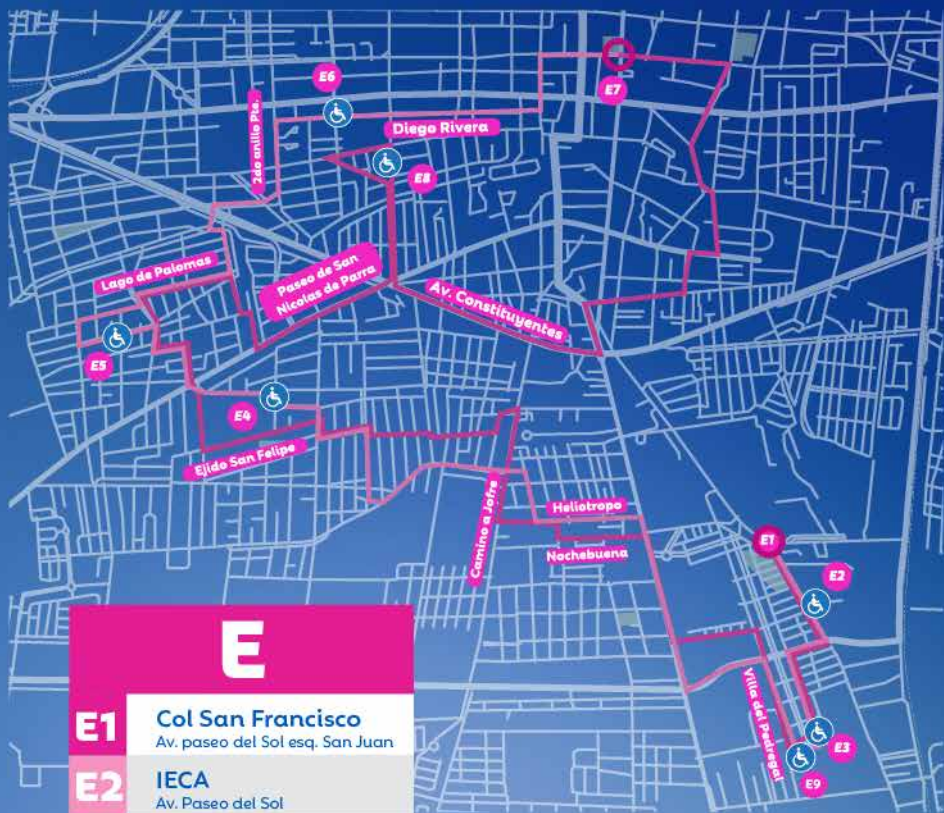 E6
E7
2do anillo Pte.
Diego Rivera
E8
Lago de Palomas
Paseo de San
Nicolas de Parra
Av. Constituyentes
E5
E4
Ejido San Felipe
Camino a Jofre
Heliotropo
Nochebuena
E1
E2
Villa del Pedregal
E3
E9
E
E1
Col San Francisco
Av. paseo del Sol esq. San Juan
E2
IECA
Av. Paseo del Sol